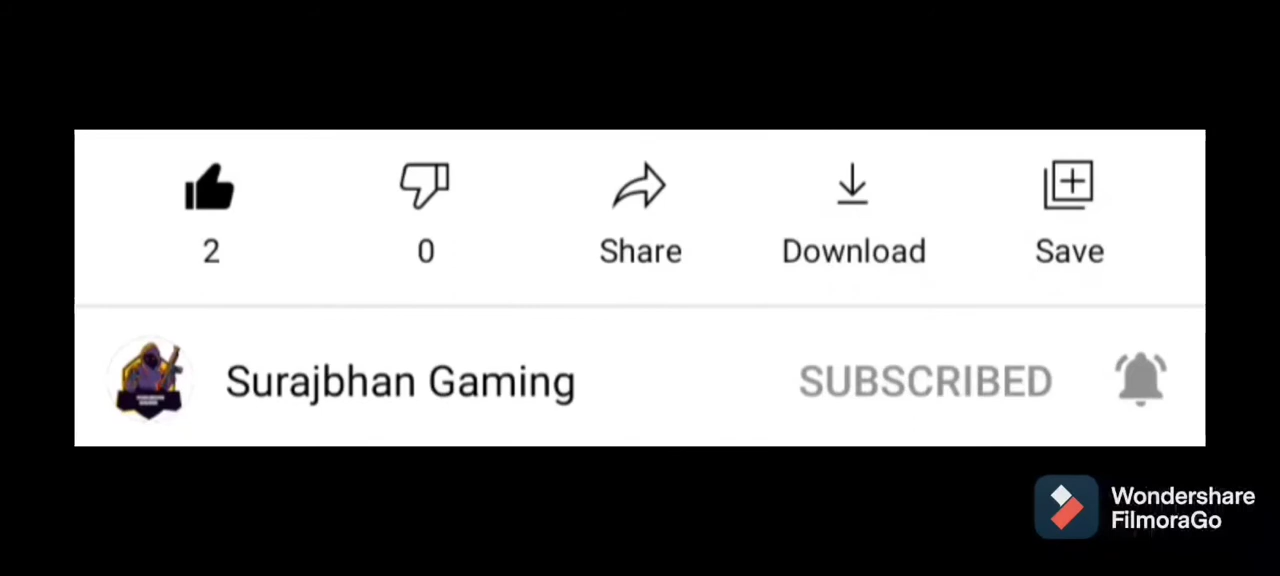 2
0
Share
Download
Save
Surajbhan Gaming
SUBSCRIBED
Wondershare
FilmoraGo